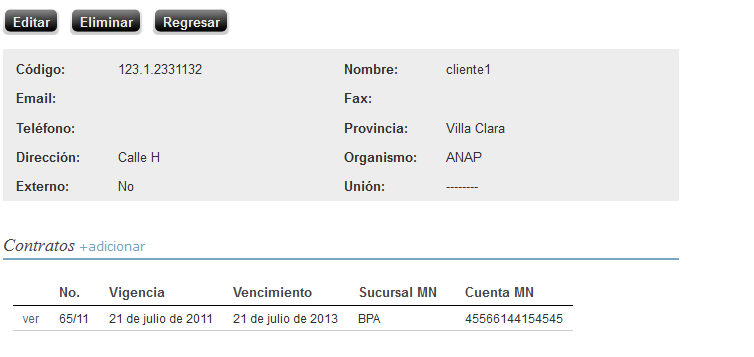 Editar Eliminar Regresar
Código: 123.1.2331132 Nombre: cliente1
Email: Fax:
Teléfono: Provincia: Villa Clara
Dirección: Calle H Organismo: ANAP
Externo: No Unión: --------
Contratos +adicionar
No. Vigencia Vencimiento Sucursal MN Cuenta MN
ver 65/11 21 de julio de 2011 21 de julio de 2013 BPA 45566144154545